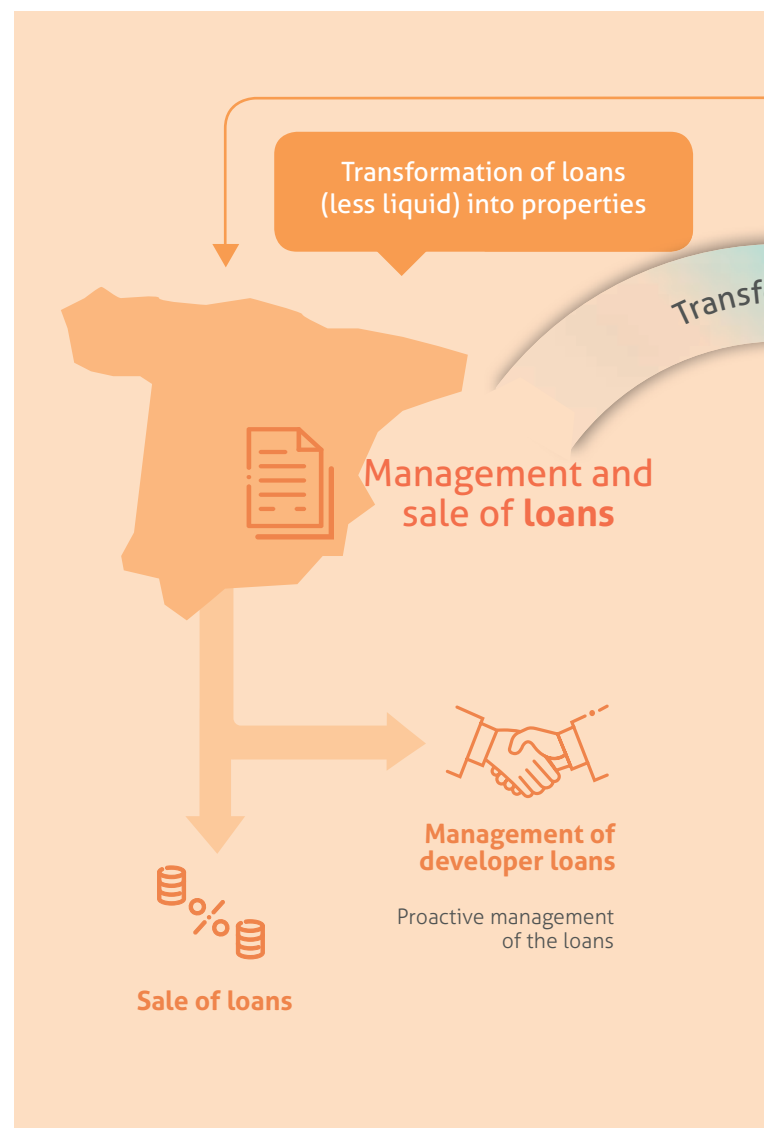 Transformation of loans
(less liquid) into properties
Transf
Management and
sale of loans
Management of
developer loans
Proactive management
of the loans
Sale of loans